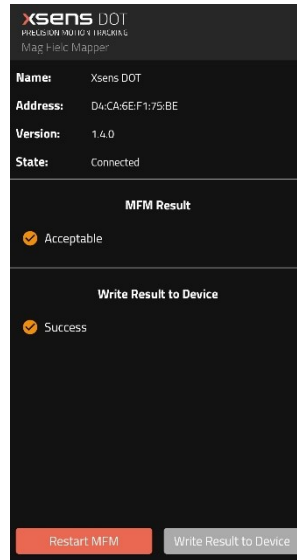 xsens DOT
PRECISION MOTION TRACKING
Mag Field Mapper
Name: Xsens DOT
Address: D4:CA:6E:F1:75:BE
Version: 1.4.0
State: Connected
MFM Result
Acceptable
Write Result to Device
Success
Restart MFM Write Result to Device